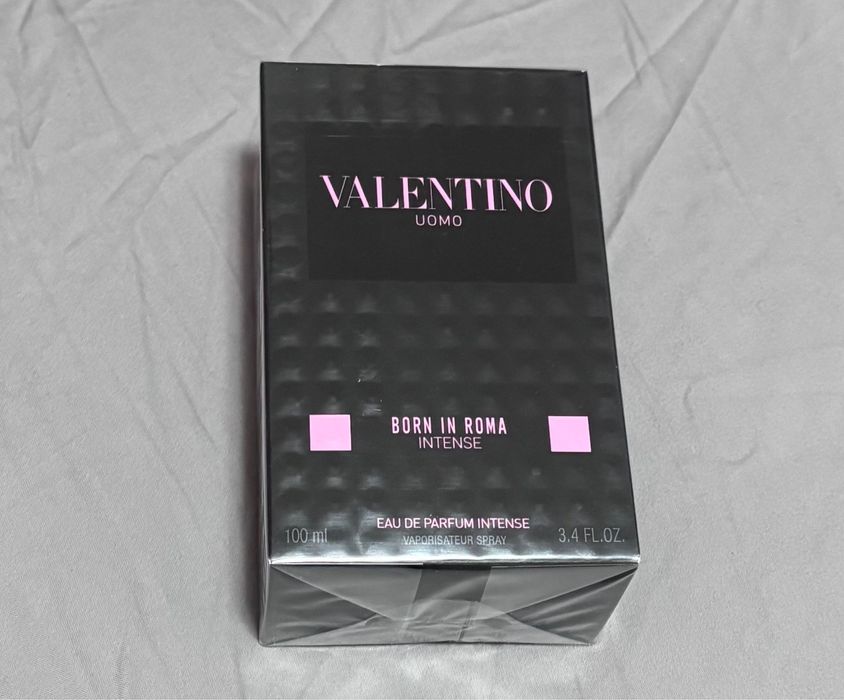 VALENTINO
UOMO
BORN IN ROMA
INTENSE
EAU DE PARFUM INTENSE
100 ml VAPORISATEUR SPRAY 3.4 FL.OZ.